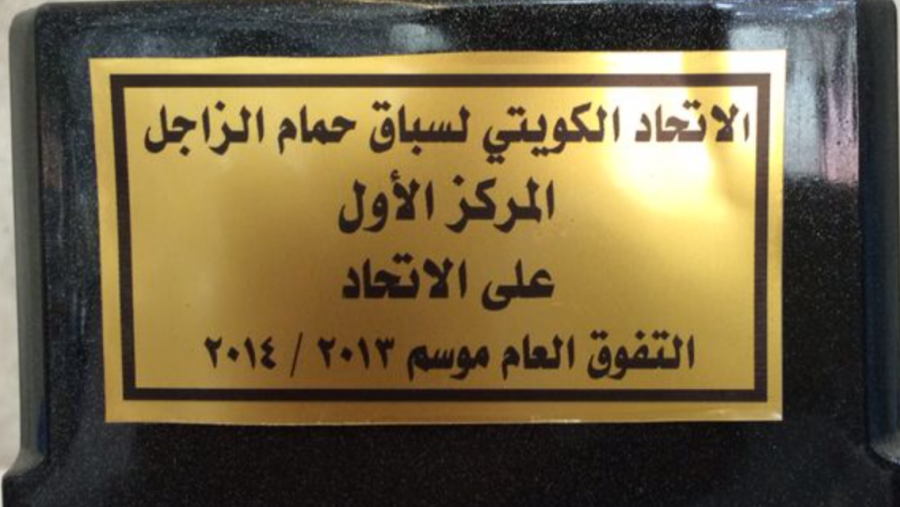 الاتحاد الكويتي لسباق حمام الزاجل
المركز الأول
على الاتحاد
التفوق العام موسم ٢٠١٣ / ٢٠١٤